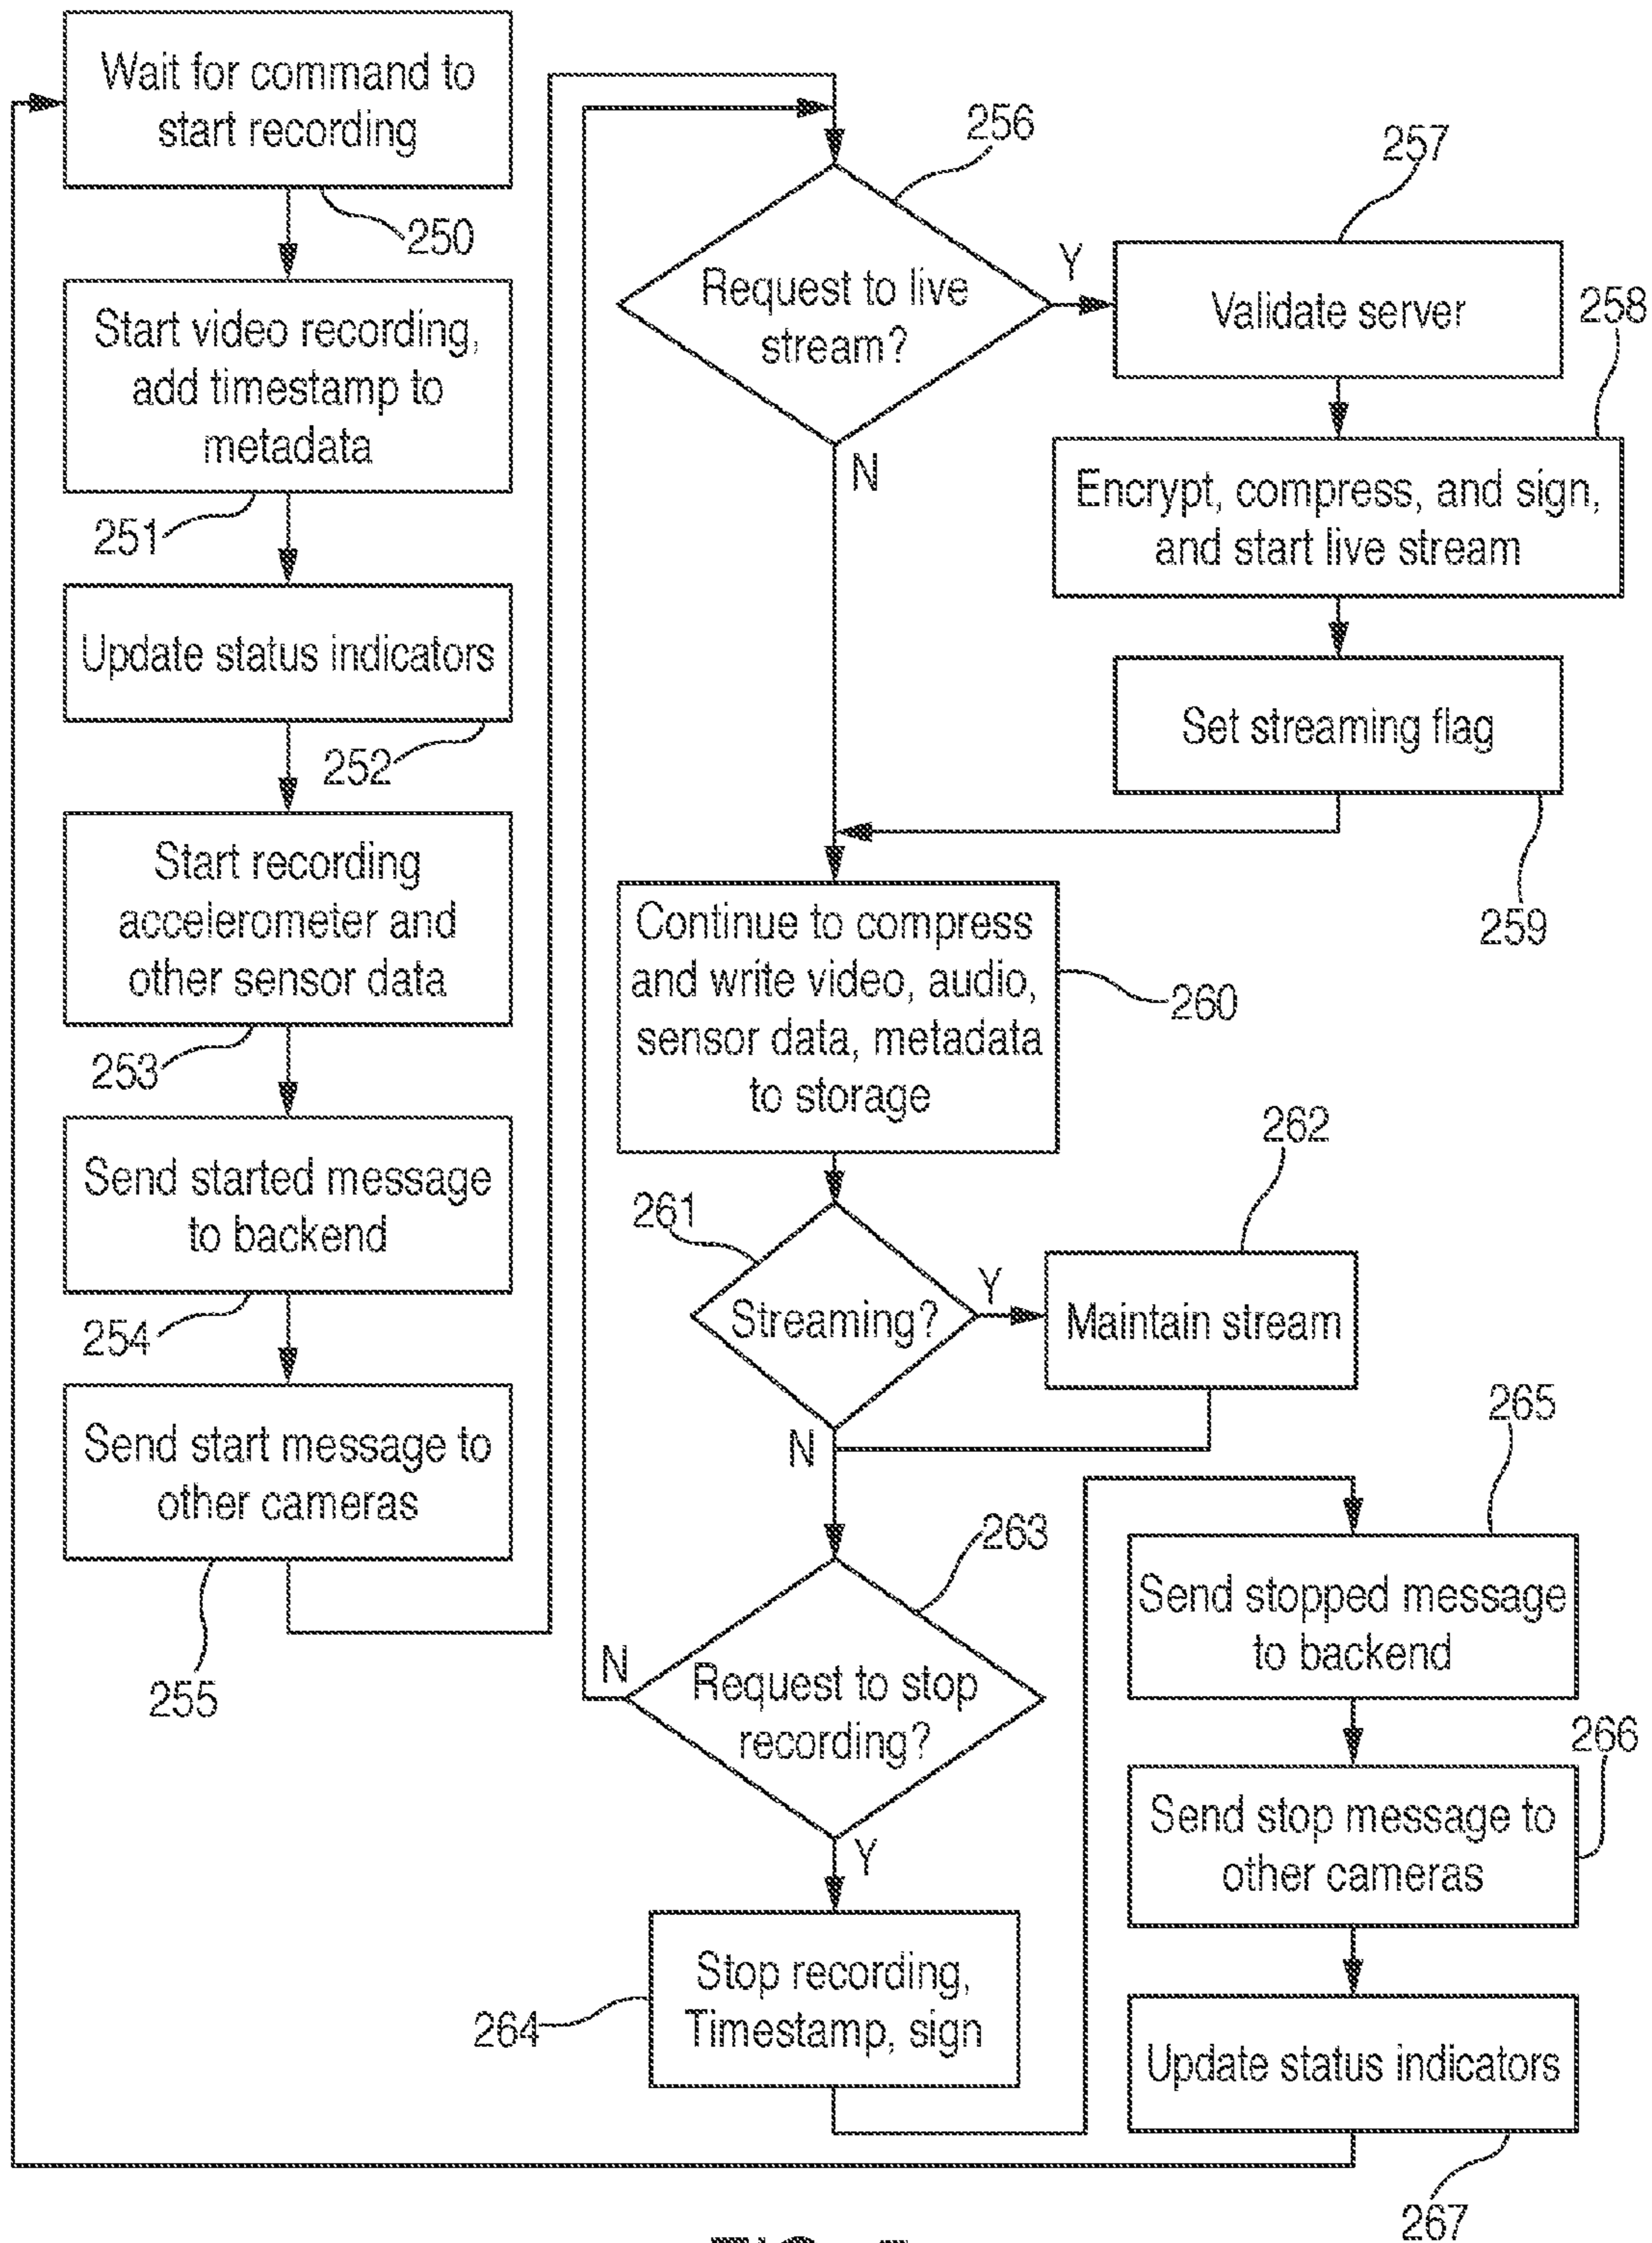 Wait for command to
start recording
250
Start video recording,
add timestamp to
metadata
251
Update status indicators
252
Start recording
accelerometer and
other sensor data
253
Send started message
to backend
254
Send start message to
other cameras
255
256
Request to live
stream?
Y
N
257
Validate server
258
Encrypt, compress, and sign,
and start live stream
Set streaming flag
259
Continue to compress
and write video, audio,
sensor data, metadata
to storage
260
261
Streaming?
Y
N
262
Maintain stream
263
Request to stop
recording?
N
Y
264
Stop recording,
Timestamp, sign
265
Send stopped message
to backend
266
Send stop message to
other cameras
Update status indicators
267